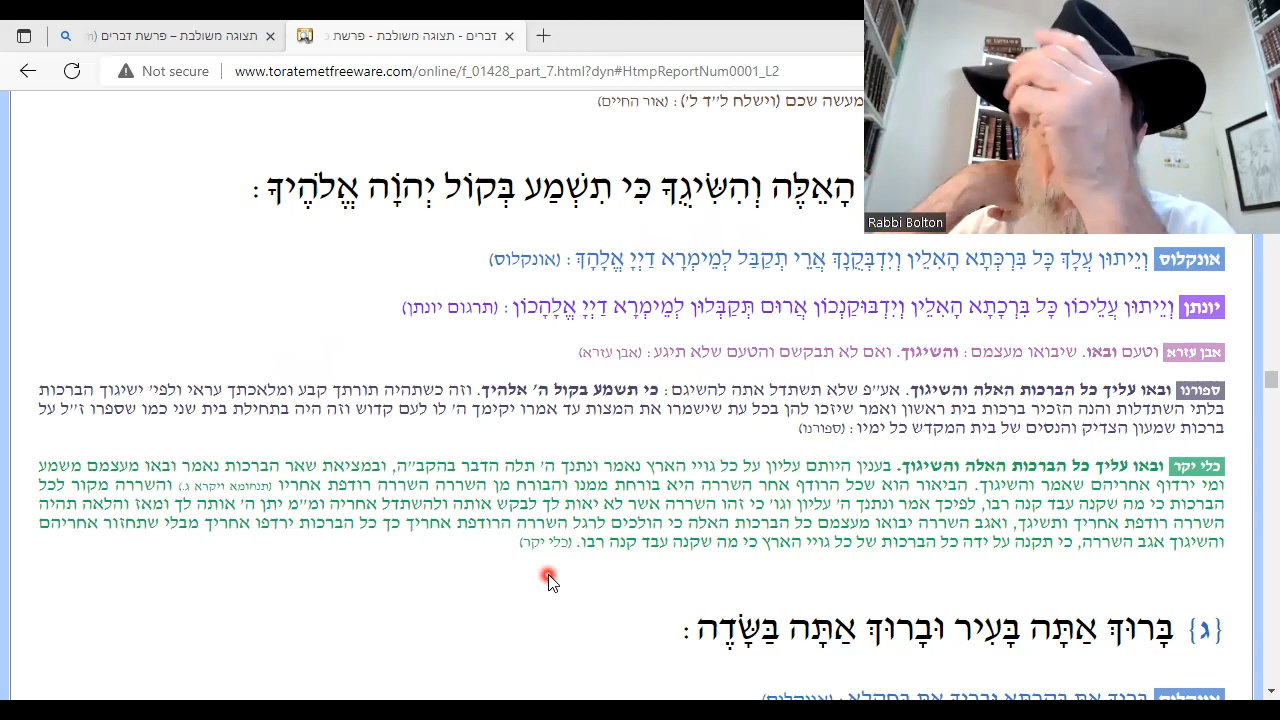 תצוגה משולבת – פרשת דברים (m
דברים - תצוגה משולבת - פרשת כ
Not secure
www.toratemetfreeware.com/online/f_01428_part_7.html?dyn#HtmpReportNum0001_L2
מעשה שכם (וישלח ל״ד ל׳) : (אור החיים)
הָאֵלֶּה וְהִשִּׂיגֻךָ כִּי תִשְׁמַע בְּקוֹל יְהוָֹה אֱלֹהֶיךָ :
Rabbi Bolton
אונקלוס וְיֵיתוּן עֲלָךְ כָּל בִּרְכְּתָא הָאִלֵּין וְיִדְבְּקֻנָּךְ אֲרֵי תְקַבַּל לְמֵימְרָא דַיְיָ אֱלָהָךְ : (אונקלוס)
יונתן וְיֵיתוּן עֲלֵיכוֹן כָּל בִּרְכָתָא הָאִלֵּין וְיִדְבּוּקַנְכוֹן אֲרוּם תְּקַבְּלוּן לְמֵימְרָא דַיְיָ אֱלָהָכוֹן : (תרגום יונתן)
אבן עזרא וטעם ובאו. שיבואו מעצמם : והשיגוך. ואם לא תבקשם והטעם שלא תיגע : (אבן עזרא)
ספורנו ובאו עליך כל הברכות האלה והשיגוך. אע״פ שלא תשתדל אתה להשיגם : כי תשמע בקול ה׳ אלהיך. וזה כשתהיה תורתך קבע ומלאכתך עראי ולפי׳ ישיגוך הברכות
בלתי השתדלות והנה הזכיר ברכות בית ראשון ואמר שיזכו להן בכל עת שישמרו את המצות עד אמרו יקימך ה׳ לו לעם קדוש וזה היה בתחילת בית שני כמו שספרו ז״ל על
ברכות שמעון הצדיק והנסים של בית המקדש כל ימיו : (ספורנו)
כלי יקר ובאו עליך כל הברכות האלה והשיגוך. בענין היותם עליון על כל גויי הארץ נאמר ונתנך ה׳ תלה הדבר בהקב״ה, ובמציאת שאר הברכות נאמר ובאו מעצמם משמע
ומי ירדוף אחריהם שאמר והשיגוך. הביאור הוא שכל הרודף אחר השררה היא בורחת ממנו והבורח מן השררה השררה רודפת אחריו (תנחומא ויקרא ג.) והשררה מקור לכל
הברכות כי מה שקנה עבד קנה רבו, לפיכך אמר ונתנך ה׳ עליון וגו׳ כי זהו השררה אשר לא יאות לך לבקש אותה ולהשתדל אחריה ומ״מ יתן ה׳ אותה לך ומאז והלאה תהיה
השררה רודפת אחריך ותשיגך, ואגב השררה יבואו מעצמם כל הברכות האלה כי הולכים לרגל השררה הרודפת אחריך כך כל הברכות ירדפו אחריך מבלי שתחזור אחריהם
והשיגוך אגב השררה, כי תקנה על ידה כל הברכות של כל גויי הארץ כי מה שקנה עבד קנה רבו. (כלי יקר)
{ג} בָּרוּךְ אַתָּה בָּעִיר וּבָרוּךְ אַתָּה בַּשָּׂדֶה :